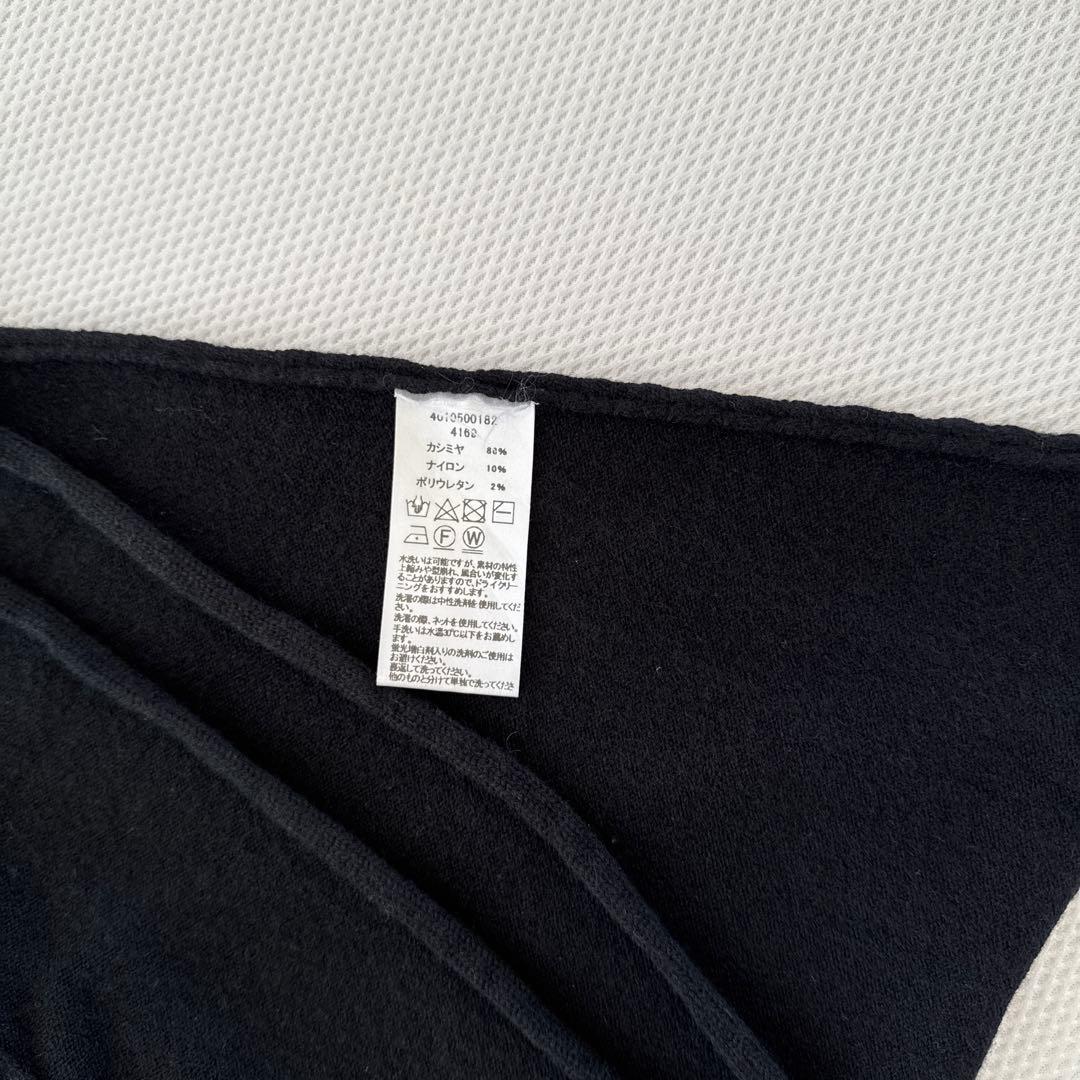 4019500182
4169
カシミヤ 88%
ナイロン 10%
ポリウレタン 2%
F W
水洗いは可能ですが、素材の特性
上縮みや型崩れ、風合いが変化す
ることがありますので、ドライクリー
ニングをおすすめします。
洗濯の際は中性洗剤を使用してくだ
さい。
洗濯の際、ネットを使用してください。
手洗いは水温30℃以下をお薦めし
ます。
蛍光増白剤入りの洗剤のご使用は
お避けください。
裏返して洗ってください。
他のものと分けて単独で洗ってくださ